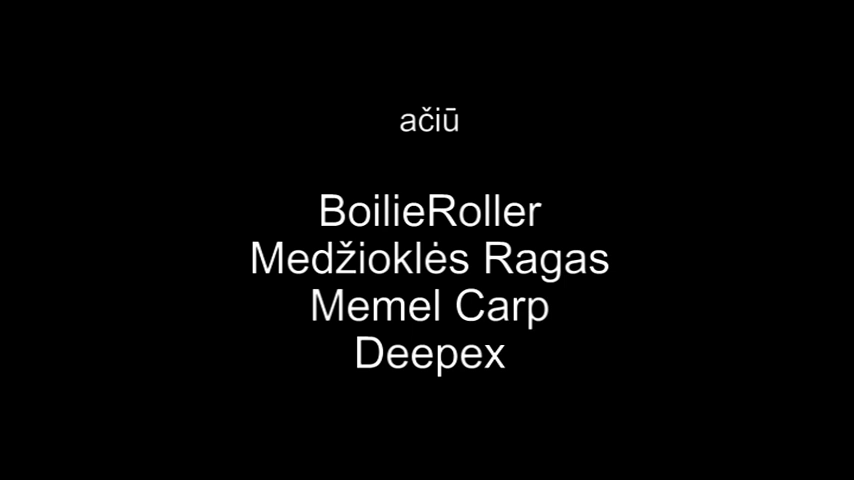 ačiū
BoilieRoller
Medžioklės Ragas
Memel Carp
Deepex